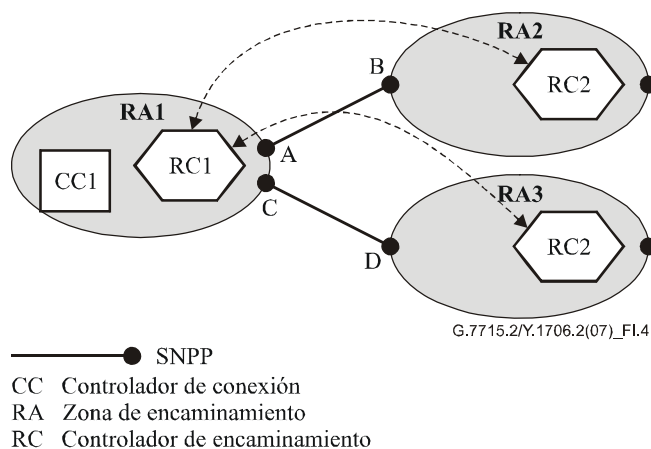 RA2
B
RC2
RA1
RC1
CC1
A
C
RA3
RC2
D
G.7715.2/Y.1706.2(07)_FI.4
SNPP
CC Controlador de conexión
RA Zona de encaminamiento
RC Controlador de encaminamiento